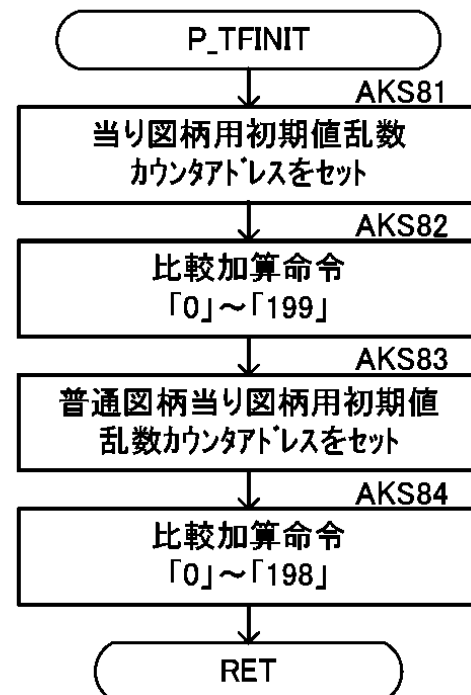 P_TFINIT
AKS81
当り図柄用初期値乱数
カウンタアドレスをセット
AKS82
比較加算命令
「0」～「199」
AKS83
普通図柄当り図柄用初期値
乱数カウンタアドレスをセット
AKS84
比較加算命令
「0」～「198」
RET